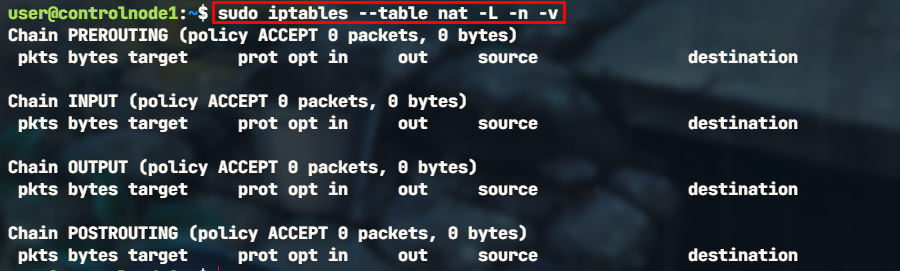 user@controlnode1:~$ sudo iptables --table nat -L -n -v
Chain PREROUTING (policy ACCEPT 0 packets, 0 bytes)
 pkts bytes target     prot opt in     out     source               destination

Chain INPUT (policy ACCEPT 0 packets, 0 bytes)
 pkts bytes target     prot opt in     out     source               destination

Chain OUTPUT (policy ACCEPT 0 packets, 0 bytes)
 pkts bytes target     prot opt in     out     source               destination

Chain POSTROUTING (policy ACCEPT 0 packets, 0 bytes)
 pkts bytes target     prot opt in     out     source               destination